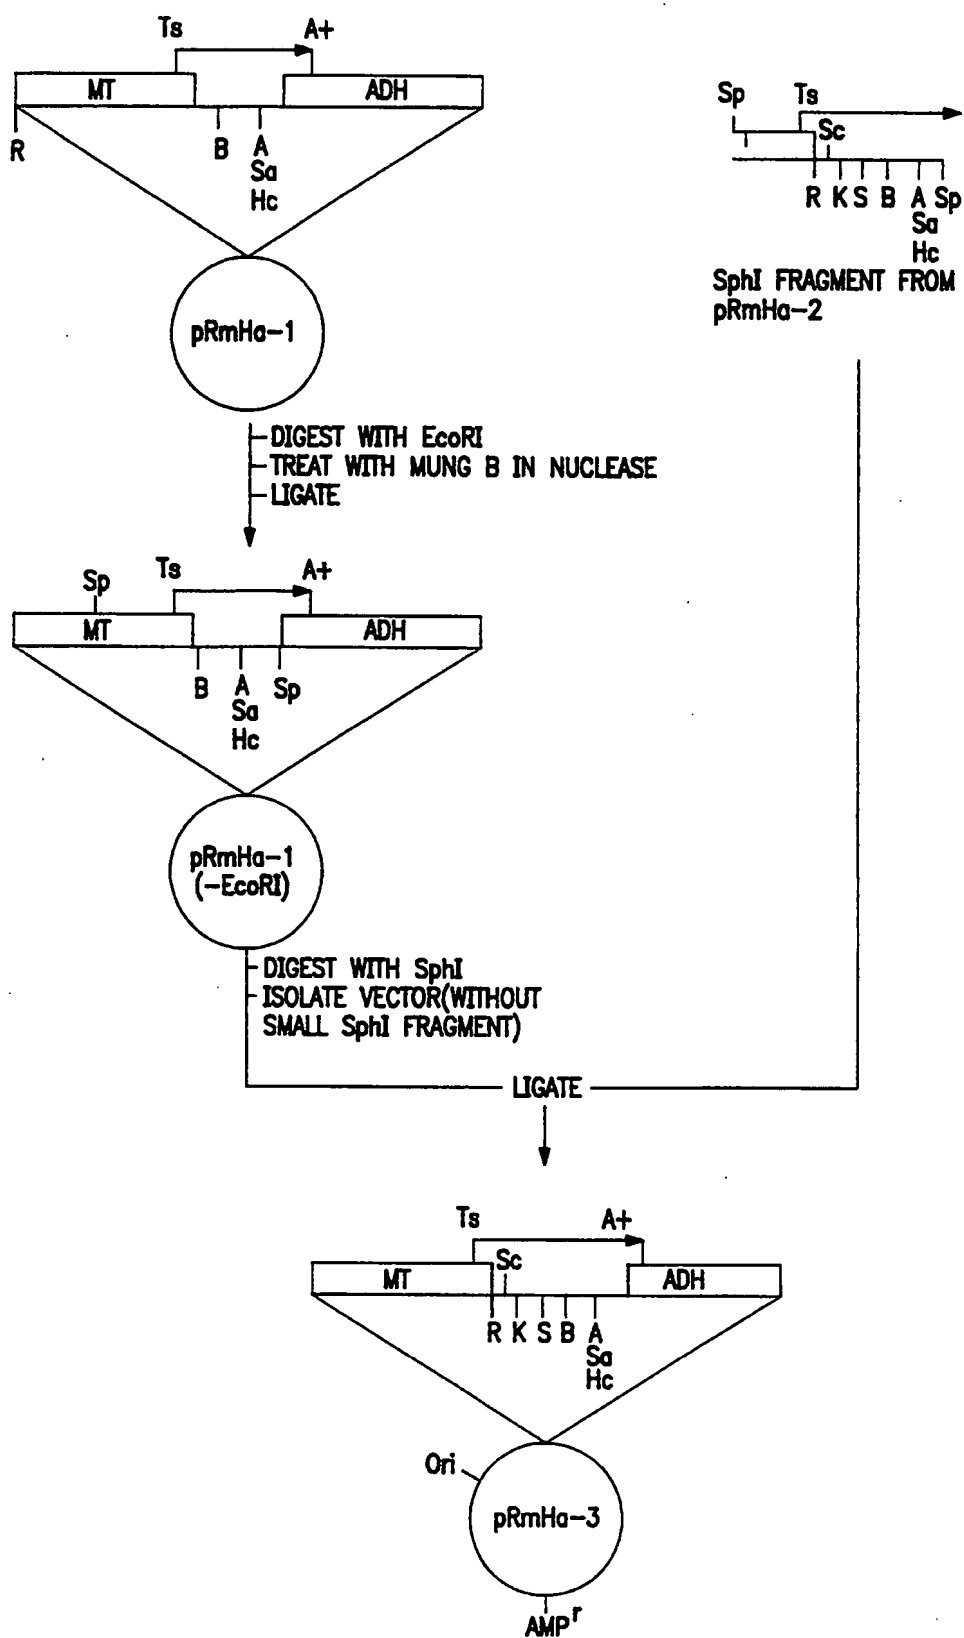 Ts A+
MT ADH
R B A
Sa
Hc
pRmHa-1
Sp Ts
Sc
R K S B A Sp
Sa
Hc
SphI FRAGMENT FROM
pRmHa-2
DIGEST WITH EcoRI
TREAT WITH MUNG B IN NUCLEASE
LIGATE
Sp Ts A+
MT ADH
B A Sp
Sa
Hc
pRmHa-1
(-EcoRI)
DIGEST WITH SphI
ISOLATE VECTOR(WITHOUT
SMALL SphI FRAGMENT)
LIGATE
Ts A+
Sc
MT ADH
R K S B A
Sa
Hc
Ori
pRmHa-3
AMPr